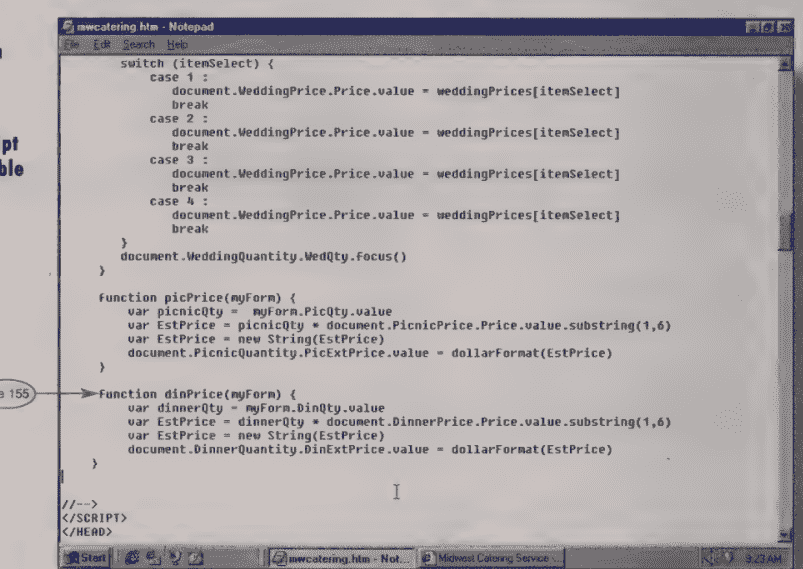 mwcatering.htm - Notepad
File Edit Search Help
switch (itemSelect) {
case 1 :
document.WeddingPrice.Price.value = weddingPrices[itemSelect]
break
case 2 :
document.WeddingPrice.Price.value = weddingPrices[itemSelect]
break
case 3 :
document.WeddingPrice.Price.value = weddingPrices[itemSelect]
break
case 4 :
document.WeddingPrice.Price.value = weddingPrices[itemSelect]
break
}
document.WeddingQuantity.WedQty.focus()
}
function picPrice(myForm) {
var picnicQty = myForm.PicQty.value
var EstPrice = picnicQty * document.PicnicPrice.Price.value.substring(1,6)
var EstPrice = new String(EstPrice)
document.PicnicQuantity.PicExtPrice.value = dollarFormat(EstPrice)
}
function dinPrice(myForm) {
var dinnerQty = myForm.DinQty.value
var EstPrice = dinnerQty * document.DinnerPrice.Price.value.substring(1,6)
var EstPrice = new String(EstPrice)
document.DinnerQuantity.DinExtPrice.value = dollarFormat(EstPrice)
}
//-->
</SCRIPT>
</HEAD>
Start mwcatering.htm - Not... Midwest Catering Service -... 9:23 AM
pt
ble
155